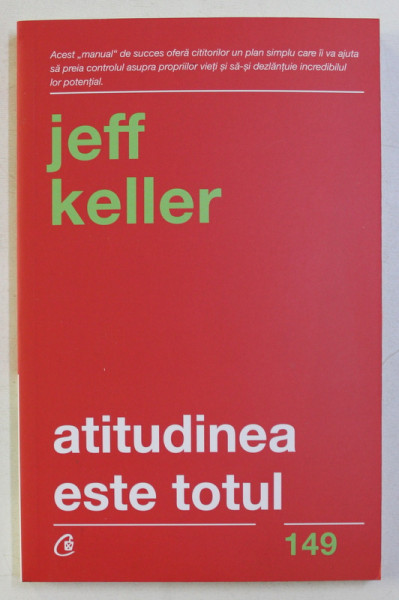 Acest „manual" de succes oferă cititorilor un plan simplu care îi va ajuta
să preia controlul asupra propriilor vieți și să-și dezlănțuie incredibilul
lor potențial.
jeff
keller
atitudinea
este totul
149